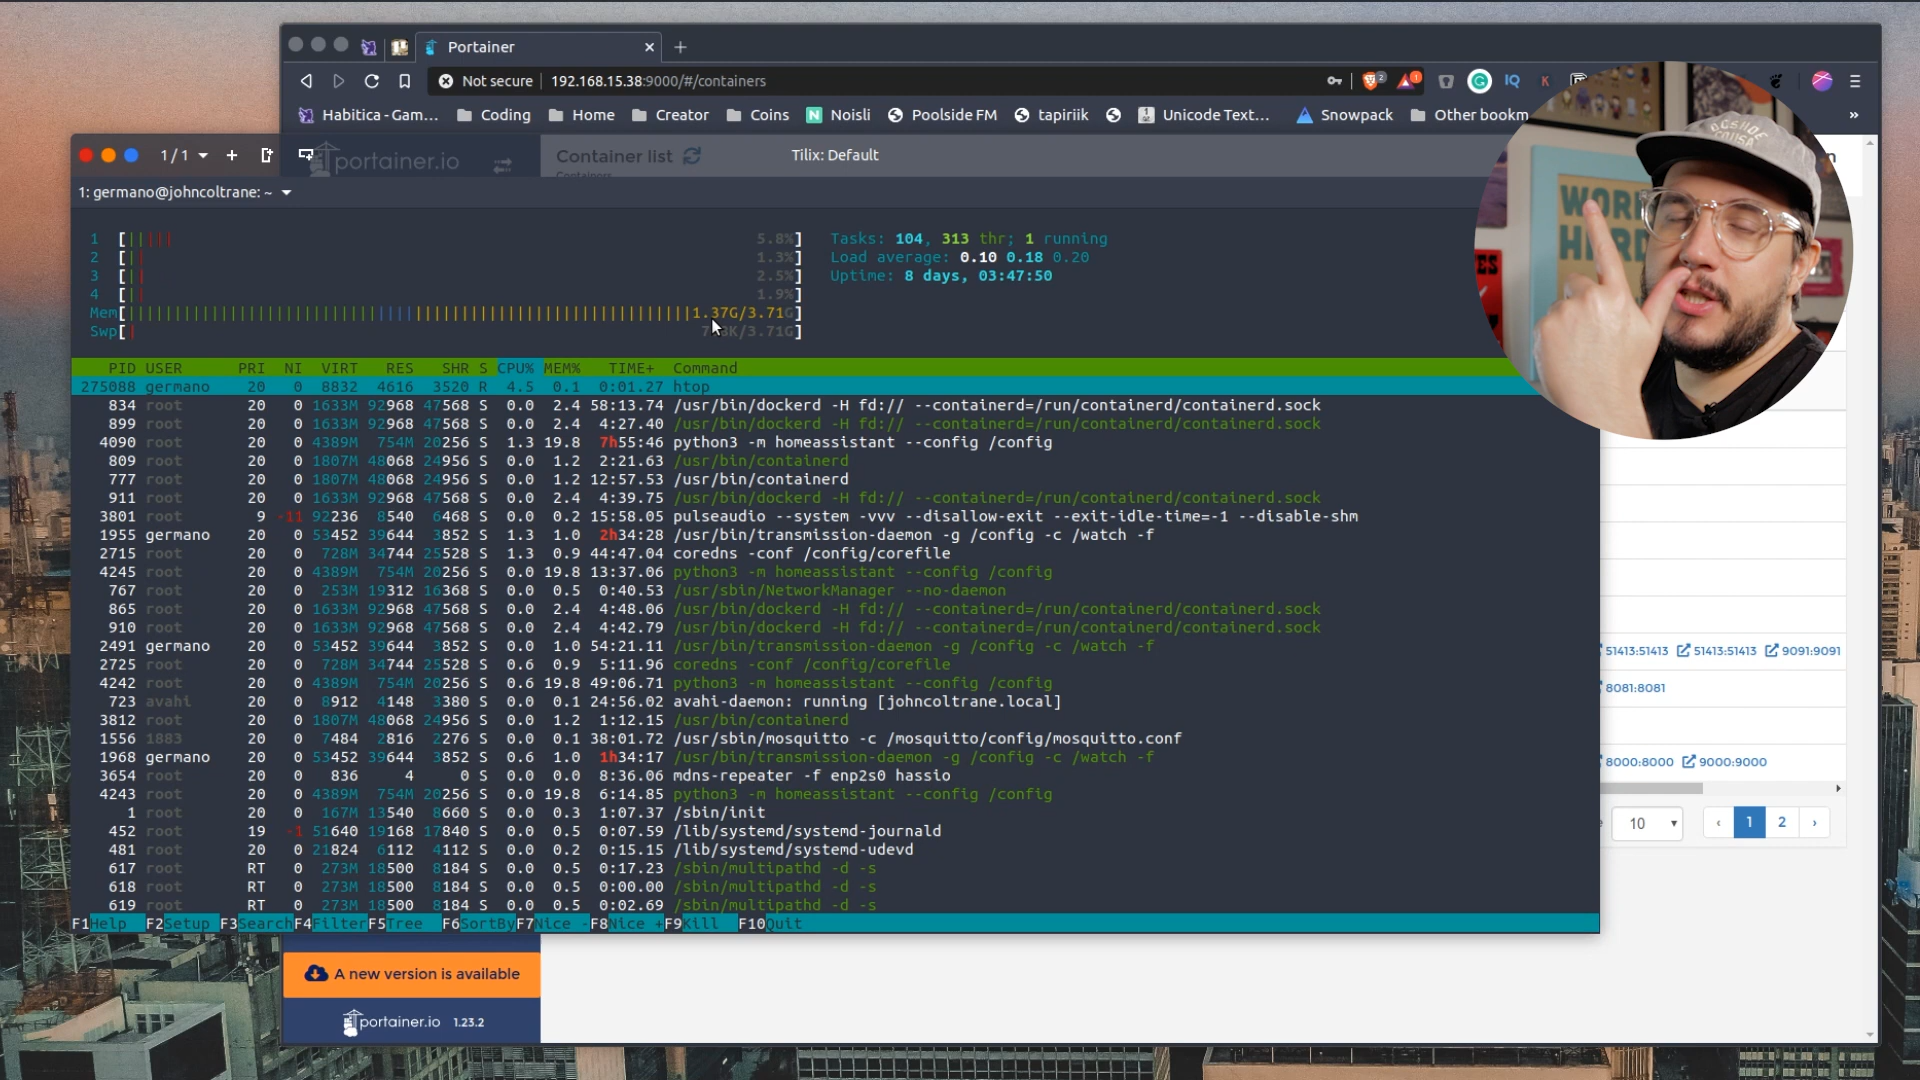 Portainer
Not secure 192.168.15.38:9000/#/containers
IQ K
Habitica - Gam... Coding Home Creator Coins Noisli Poolside FM tapiriik Unicode Text... Snowpack Other bookm »
1 / 1 portainer.io Container list Tilix: Default
Containers
1: germano@johncoltrane: ~
1 [||||| 5.8%] Tasks: 104, 313 thr; 1 running
2 [|| 1.3%] Load average: 0.10 0.18 0.20
3 [|| 2.5%] Uptime: 8 days, 03:47:50
4 [|| 1.9%]
Mem[ 1.37G/3.71G]
Swp[| K/3.71G]
PID USER PRI NI VIRT RES SHR S CPU% MEM% TIME+ Command
275088 germano 20 0 8832 4616 3520 R 4.5 0.1 0:01.27 htop
834 root 20 0 1633M 92968 47568 S 0.0 2.4 58:13.74 /usr/bin/dockerd -H fd:// --containerd=/run/containerd/containerd.sock
899 root 20 0 1633M 92968 47568 S 0.0 2.4 4:27.40 /usr/bin/dockerd -H fd:// --containerd=/run/containerd/containerd.sock
4090 root 20 0 4389M 754M 20256 S 1.3 19.8 7h55:46 python3 -m homeassistant --config /config
809 root 20 0 1807M 48068 24956 S 0.0 1.2 2:21.63 /usr/bin/containerd
777 root 20 0 1807M 48068 24956 S 0.0 1.2 12:57.53 /usr/bin/containerd
911 root 20 0 1633M 92968 47568 S 0.0 2.4 4:39.75 /usr/bin/dockerd -H fd:// --containerd=/run/containerd/containerd.sock
3801 root 9 -11 92236 8540 6468 S 0.0 0.2 15:58.05 pulseaudio --system -vvv --disallow-exit --exit-idle-time=-1 --disable-shm
1955 germano 20 0 53452 39644 3852 S 1.3 1.0 2h34:28 /usr/bin/transmission-daemon -g /config -c /watch -f
2715 root 20 0 728M 34744 25528 S 1.3 0.9 44:47.04 coredns -conf /config/corefile
4245 root 20 0 4389M 754M 20256 S 0.0 19.8 13:37.06 python3 -m homeassistant --config /config
767 root 20 0 253M 19312 16368 S 0.0 0.5 0:40.53 /usr/sbin/NetworkManager --no-daemon
865 root 20 0 1633M 92968 47568 S 0.0 2.4 4:48.06 /usr/bin/dockerd -H fd:// --containerd=/run/containerd/containerd.sock
910 root 20 0 1633M 92968 47568 S 0.0 2.4 4:42.79 /usr/bin/dockerd -H fd:// --containerd=/run/containerd/containerd.sock
2491 germano 20 0 53452 39644 3852 S 0.0 1.0 54:21.11 /usr/bin/transmission-daemon -g /config -c /watch -f
2725 root 20 0 728M 34744 25528 S 0.6 0.9 5:11.96 coredns -conf /config/corefile
4242 root 20 0 4389M 754M 20256 S 0.6 19.8 49:06.71 python3 -m homeassistant --config /config
723 avahi 20 0 8912 4148 3380 S 0.0 0.1 24:56.02 avahi-daemon: running [johncoltrane.local]
3812 root 20 0 1807M 48068 24956 S 0.0 1.2 1:12.15 /usr/bin/containerd
1556 1883 20 0 7484 2816 2276 S 0.0 0.1 38:01.72 /usr/sbin/mosquitto -c /mosquitto/config/mosquitto.conf
1968 germano 20 0 53452 39644 3852 S 0.6 1.0 1h34:17 /usr/bin/transmission-daemon -g /config -c /watch -f
3654 root 20 0 836 4 0 S 0.0 0.0 8:36.06 mdns-repeater -f enp2s0 hassio
4243 root 20 0 4389M 754M 20256 S 0.0 19.8 6:14.85 python3 -m homeassistant --config /config
1 root 20 0 167M 13540 8660 S 0.0 0.3 1:07.37 /sbin/init
452 root 19 -1 51640 19168 17840 S 0.0 0.5 0:07.59 /lib/systemd/systemd-journald
481 root 20 0 21824 6112 4112 S 0.0 0.2 0:15.15 /lib/systemd/systemd-udevd
617 root RT 0 273M 18500 8184 S 0.0 0.5 0:17.23 /sbin/multipathd -d -s
618 root RT 0 273M 18500 8184 S 0.0 0.5 0:00.00 /sbin/multipathd -d -s
619 root RT 0 273M 18500 8184 S 0.0 0.5 0:02.69 /sbin/multipathd -d -s
F1Help F2Setup F3SearchF4FilterF5Tree F6SortByF7Nice -F8Nice +F9Kill F10Quit
51413:51413 51413:51413 9091:9091
8081:8081
8000:8000 9000:9000
10 ‹ 1 2 ›
A new version is available
portainer.io 1.23.2
WORK